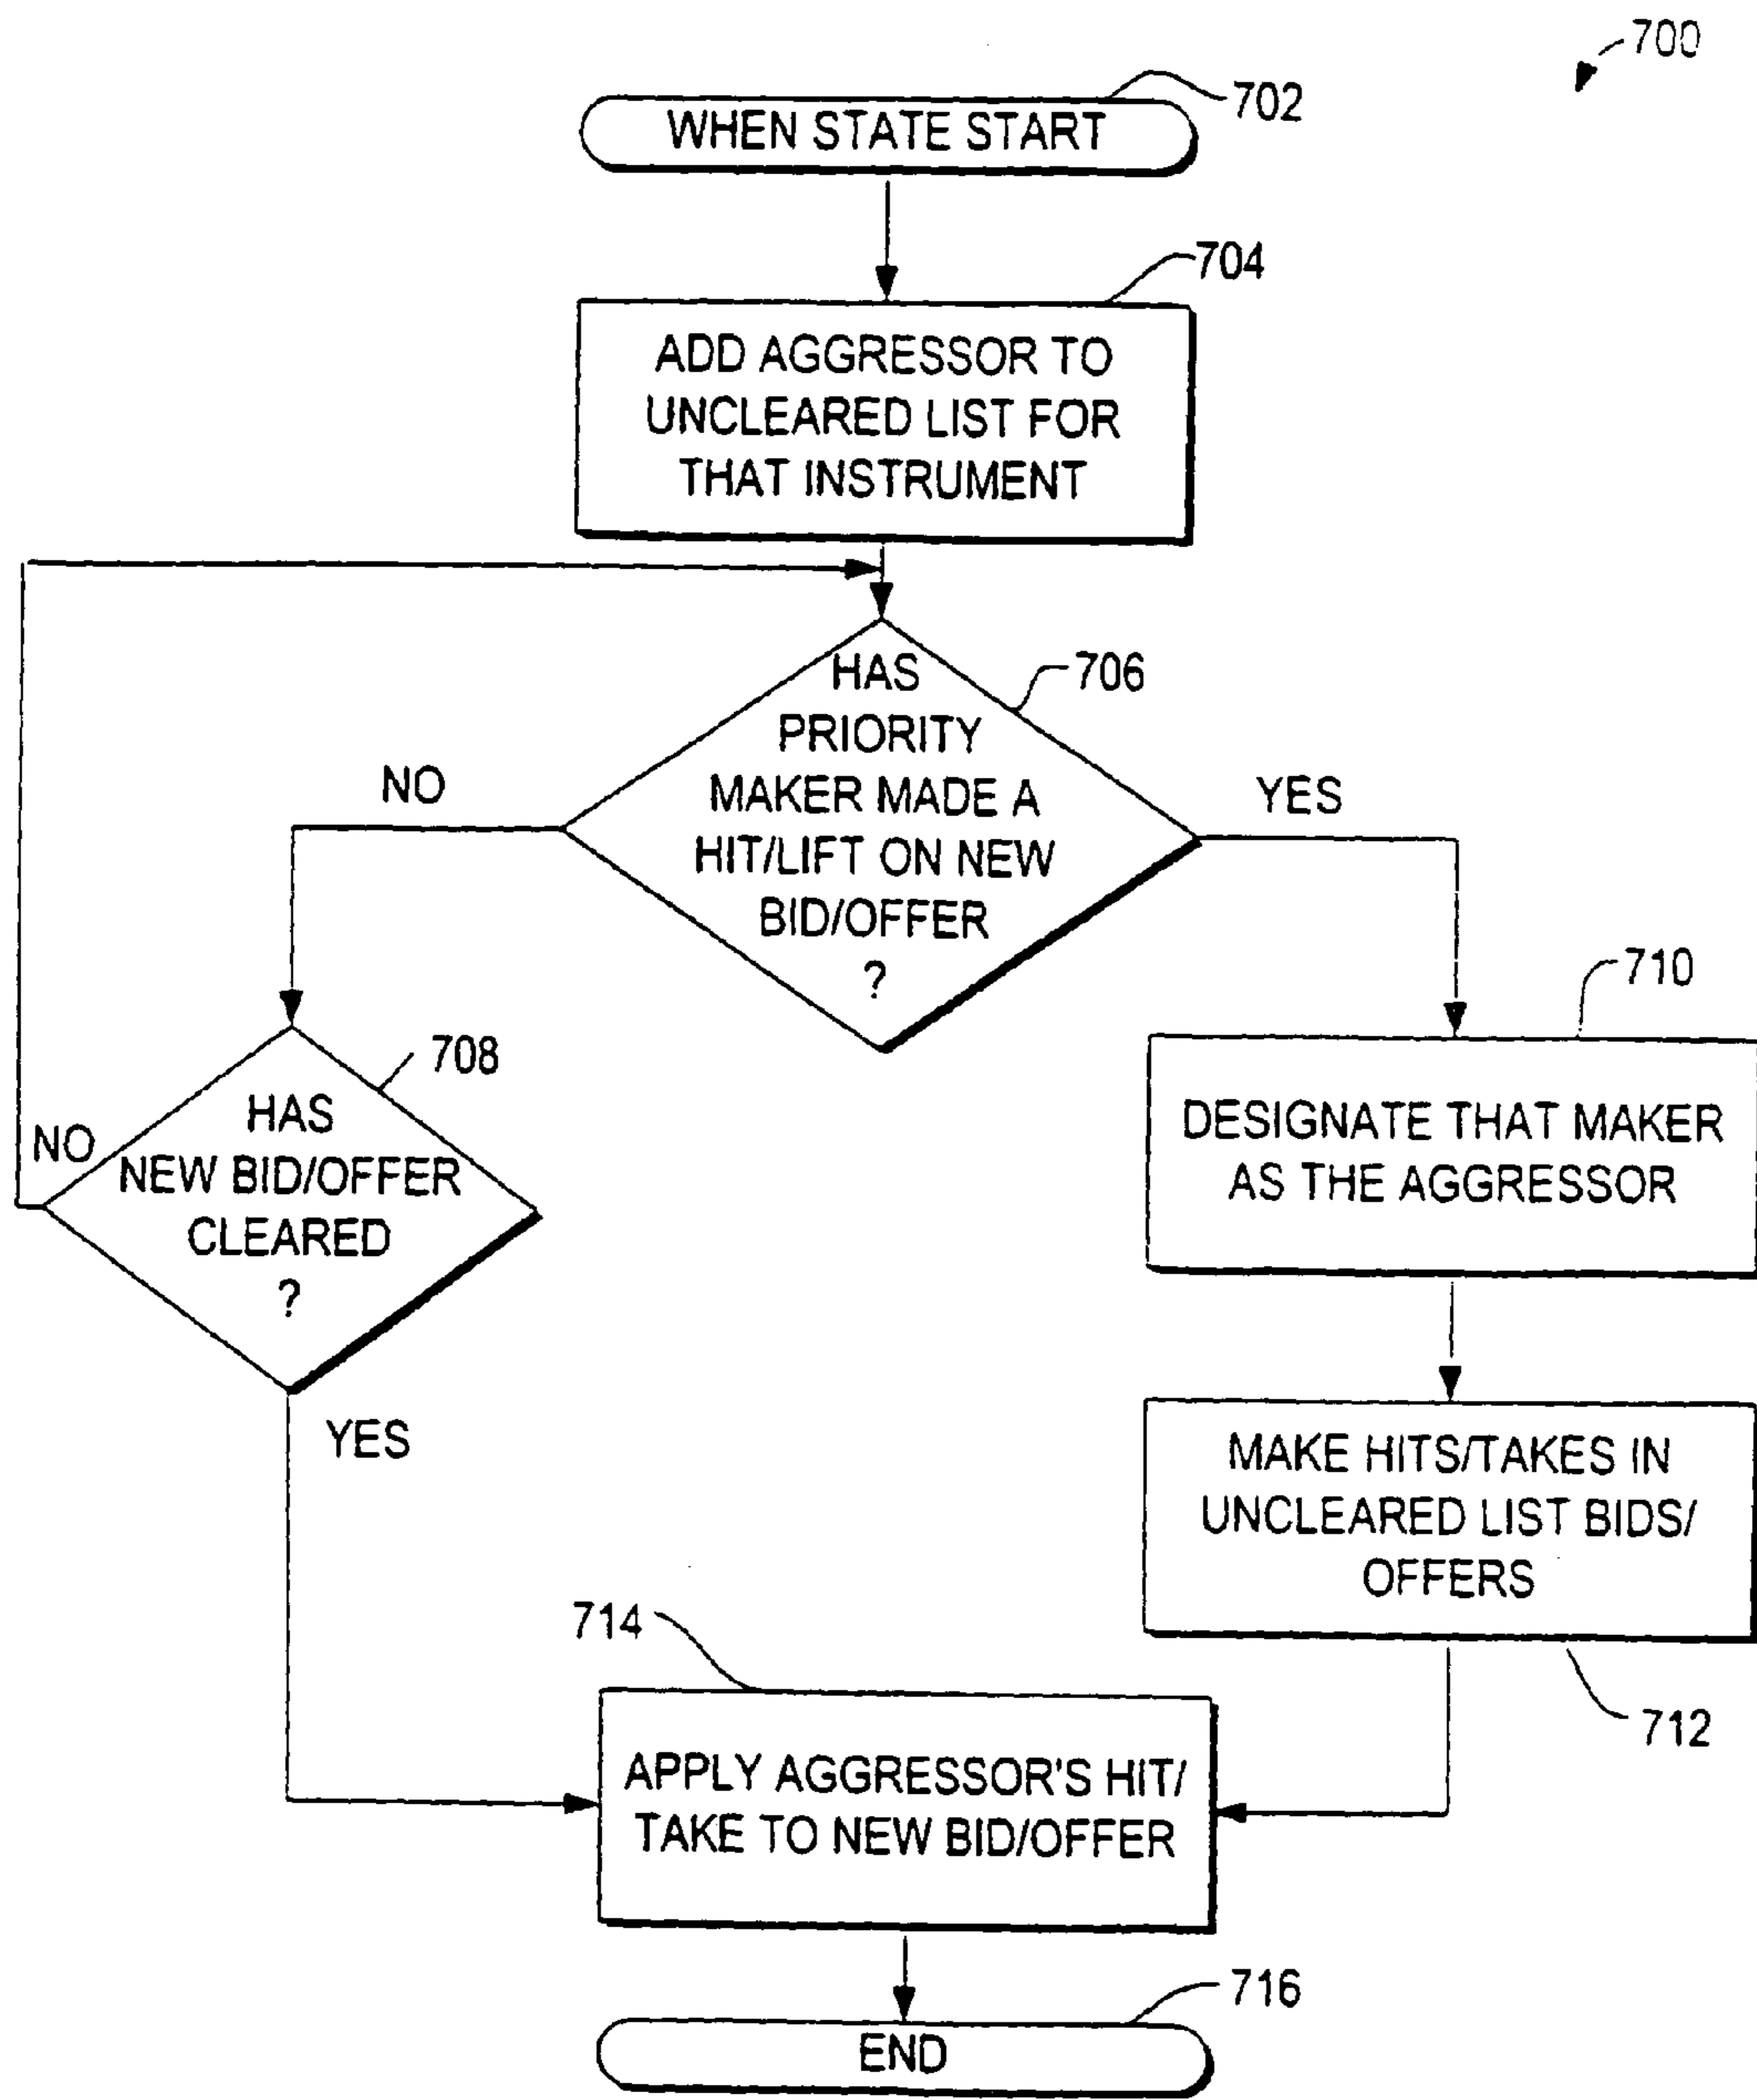 700
702
WHEN STATE START
704
ADD AGGRESSOR TO
UNCLEARED LIST FOR
THAT INSTRUMENT
706
HAS
PRIORITY
MAKER MADE A
HIT/LIFT ON NEW
BID/OFFER
?
NO
YES
708
HAS
NEW BID/OFFER
CLEARED
?
NO
YES
710
DESIGNATE THAT MAKER
AS THE AGGRESSOR
MAKE HITS/TAKES IN
UNCLEARED LIST BIDS/
OFFERS
712
714
APPLY AGGRESSOR'S HIT/
TAKE TO NEW BID/OFFER
716
END